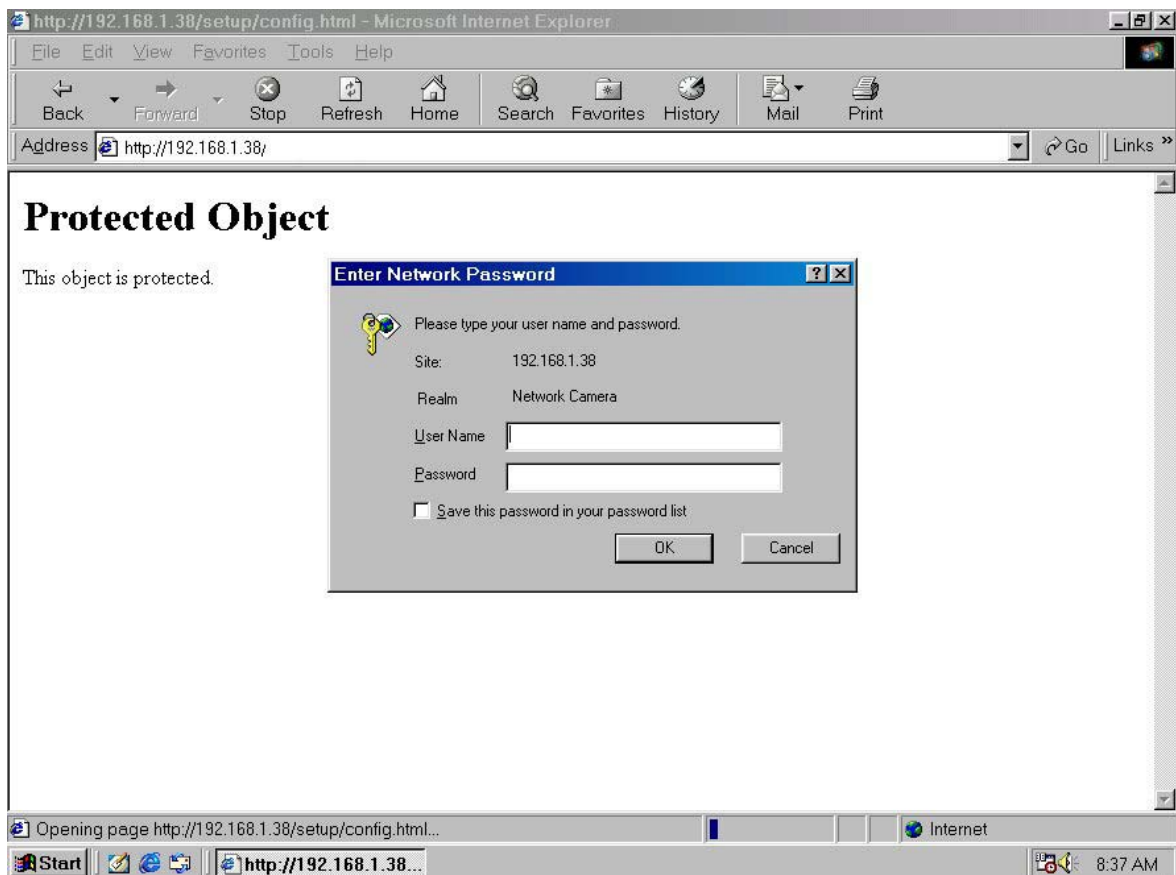 http://192.168.1.38/setup/config.html - Microsoft Internet Explorer
File Edit View Favorites Tools Help
Back Forward Stop Refresh Home Search Favorites History Mail Print
Address http://192.168.1.38/ Go Links »
Protected Object
This object is protected.
Enter Network Password
Please type your user name and password.
Site: 192.168.1.38
Realm Network Camera
User Name
Password
Save this password in your password list
OK Cancel
Opening page http://192.168.1.38/setup/config.html... Internet
Start http://192.168.1.38... 8:37 AM